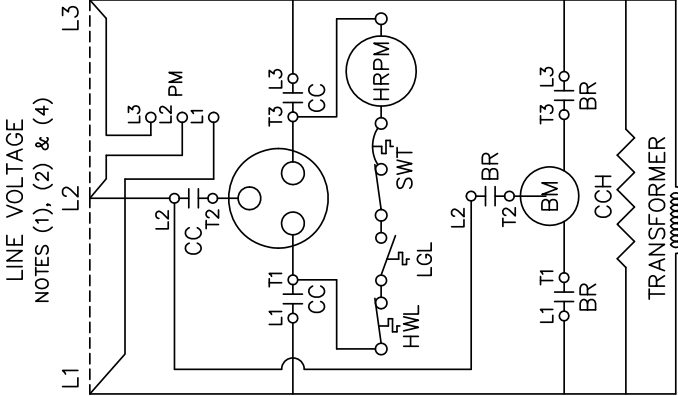 LINE VOLTAGE
NOTES (1), (2) & (4)
L1
L2
L3
L3
L2
L1
PM
L2
T2
CC
L1
T1
CC
T3
L3
CC
HRPM
SWT
LGL
HWL
L2
T2
BR
L1
T1
BR
BM
T3
L3
BR
CCH
TRANSFORMER